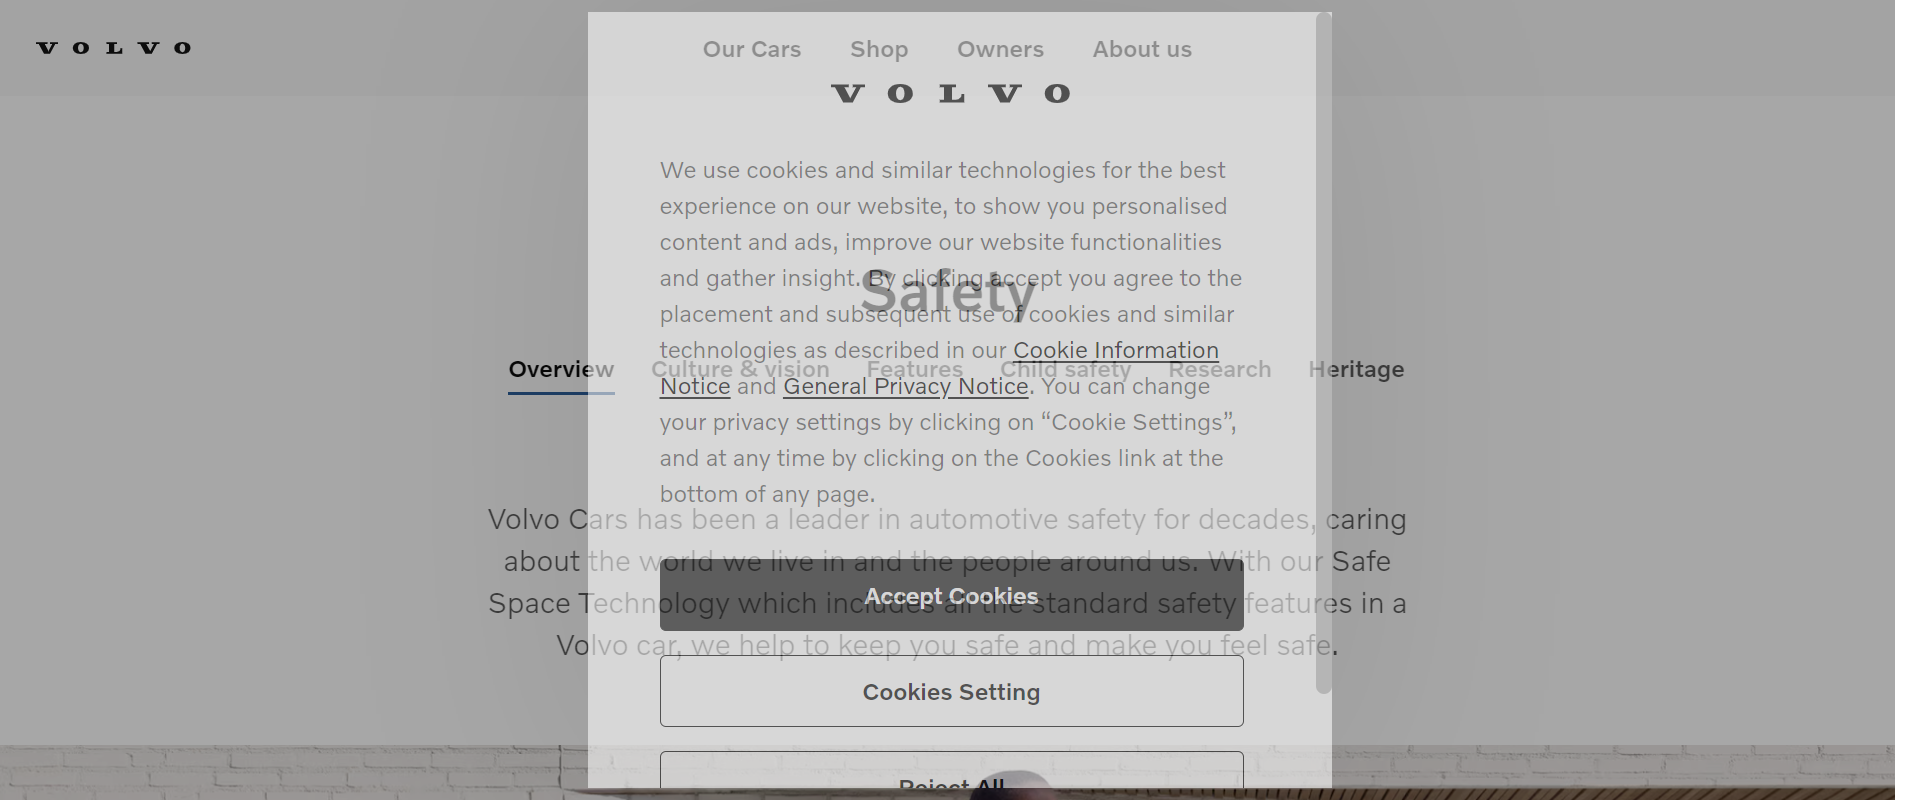 VOLVO
Our Cars Shop Owners About us
VOLVO
We use cookies and similar technologies for the best
experience on our website, to show you personalised
content and ads, improve our website functionalities
and gather insight. By clicking accept you agree to the
placement and subsequent use of cookies and similar
technologies as described in our Cookie Information
Notice and General Privacy Notice. You can change
your privacy settings by clicking on “Cookie Settings”,
and at any time by clicking on the Cookies link at the
bottom of any page.
Accept Cookies
Cookies Setting
Reject All
Safety
Overview Culture & vision Features Child safety Research Heritage
Volvo Cars has been a leader in automotive safety for decades, caring
about the world we live in and the people around us. With our Safe
Space Technology which includes all the standard safety features in a
Volvo car, we help to keep you safe and make you feel safe.